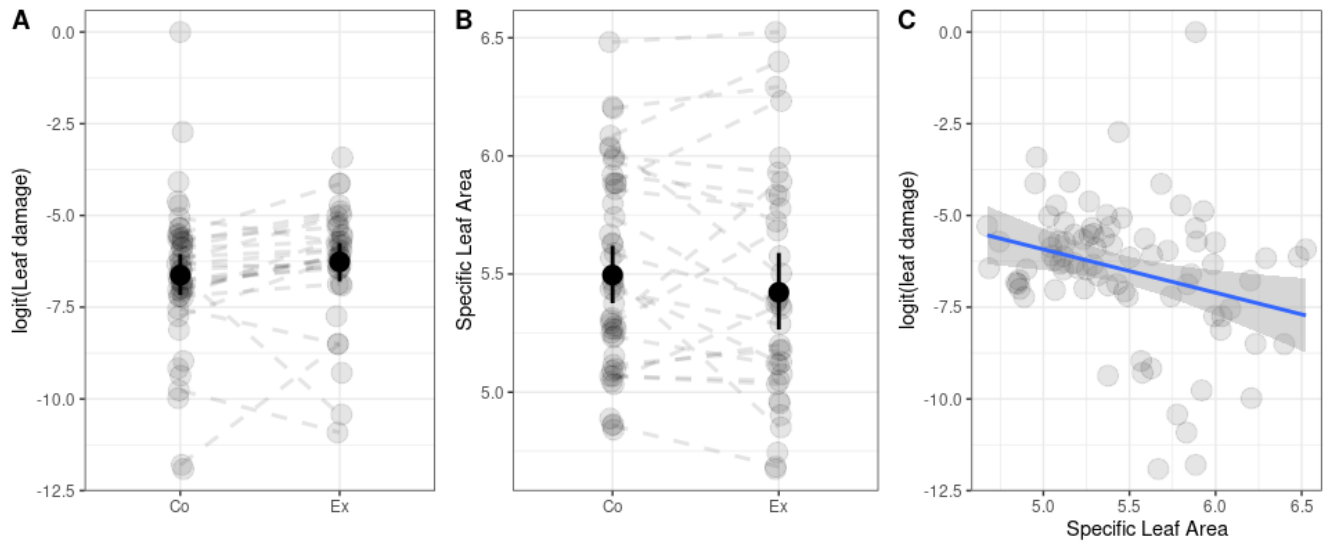 A
logit(Leaf damage)
0.0
-2.5
-5.0
-7.5
-10.0
-12.5
Co
Ex
B
Specific Leaf Area
6.5
6.0
5.5
5.0
Co
Ex
C
logit(leaf damage)
0.0
-2.5
-5.0
-7.5
-10.0
-12.5
5.0
5.5
6.0
6.5
Specific Leaf Area